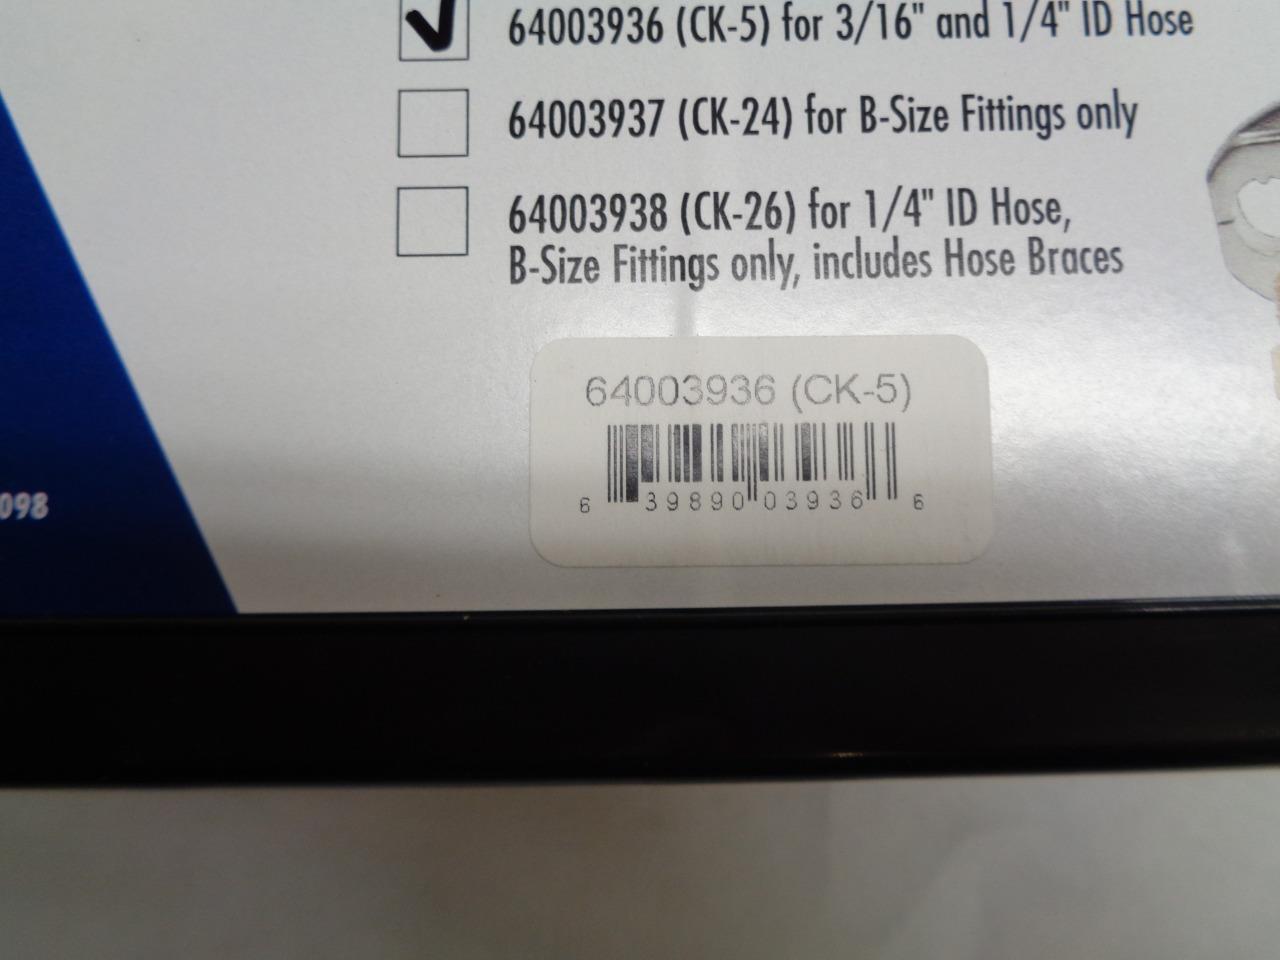 64003936 (CK-5) for 3/16" and 1/4" ID Hose
64003937 (CK-24) for B-Size Fittings only
64003938 (CK-26) for 1/4" ID Hose,
B-Size Fittings only, includes Hose Braces
64003936 (CK-5)
6 39890 03936 6
098